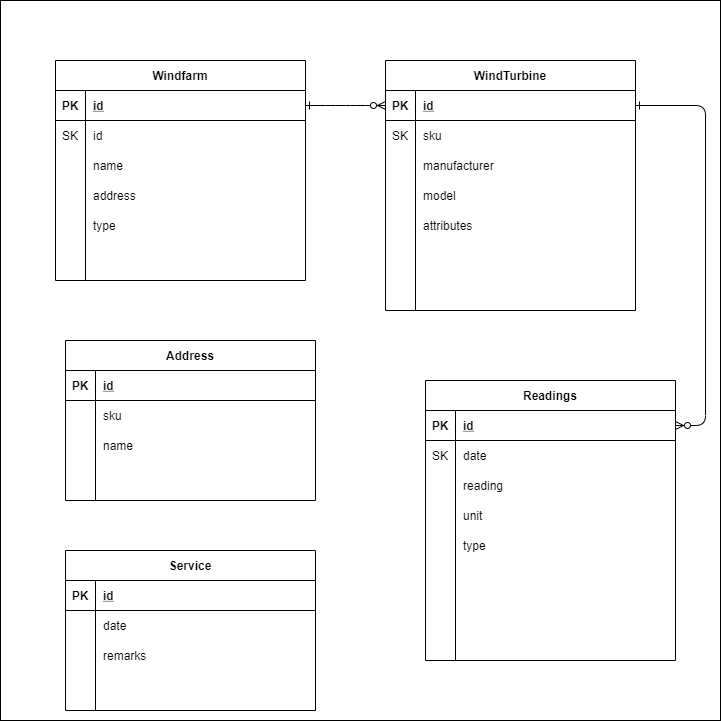 Windfarm
PK id
SK id
name
address
type
WindTurbine
PK id
SK sku
manufacturer
model
attributes
Address
PK id
sku
name
Readings
PK id
SK date
reading
unit
type
Service
PK id
date
remarks